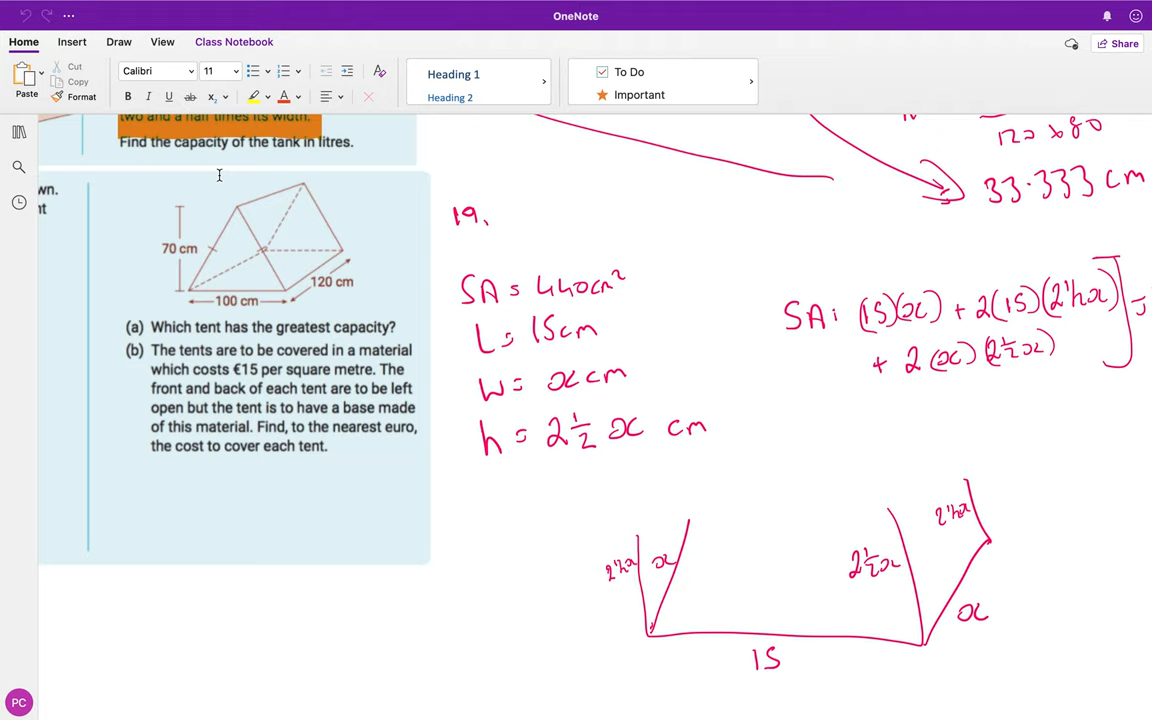 OneNote
Home Insert Draw View Class Notebook
Share
Paste
Cut
Copy
Format
Calibri 11
B I U ab x₂ A
Heading 1
Heading 2
To Do
Important
two and a half times its width.
Find the capacity of the tank in litres.
wn.
nt
70 cm
120 cm
100 cm
(a) Which tent has the greatest capacity?
(b) The tents are to be covered in a material
which costs €15 per square metre. The
front and back of each tent are to be left
open but the tent is to have a base made
of this material. Find, to the nearest euro,
the cost to cover each tent.
120 x 80
33.333 cm
19.
SA = 440cm²
L = 15cm
W = x cm
h = 2½ x cm
SA: (15)(x) + 2(15)(2½x)
+ 2(x)(2½x)
2½x
x
15
2½x
x
2½x
PC